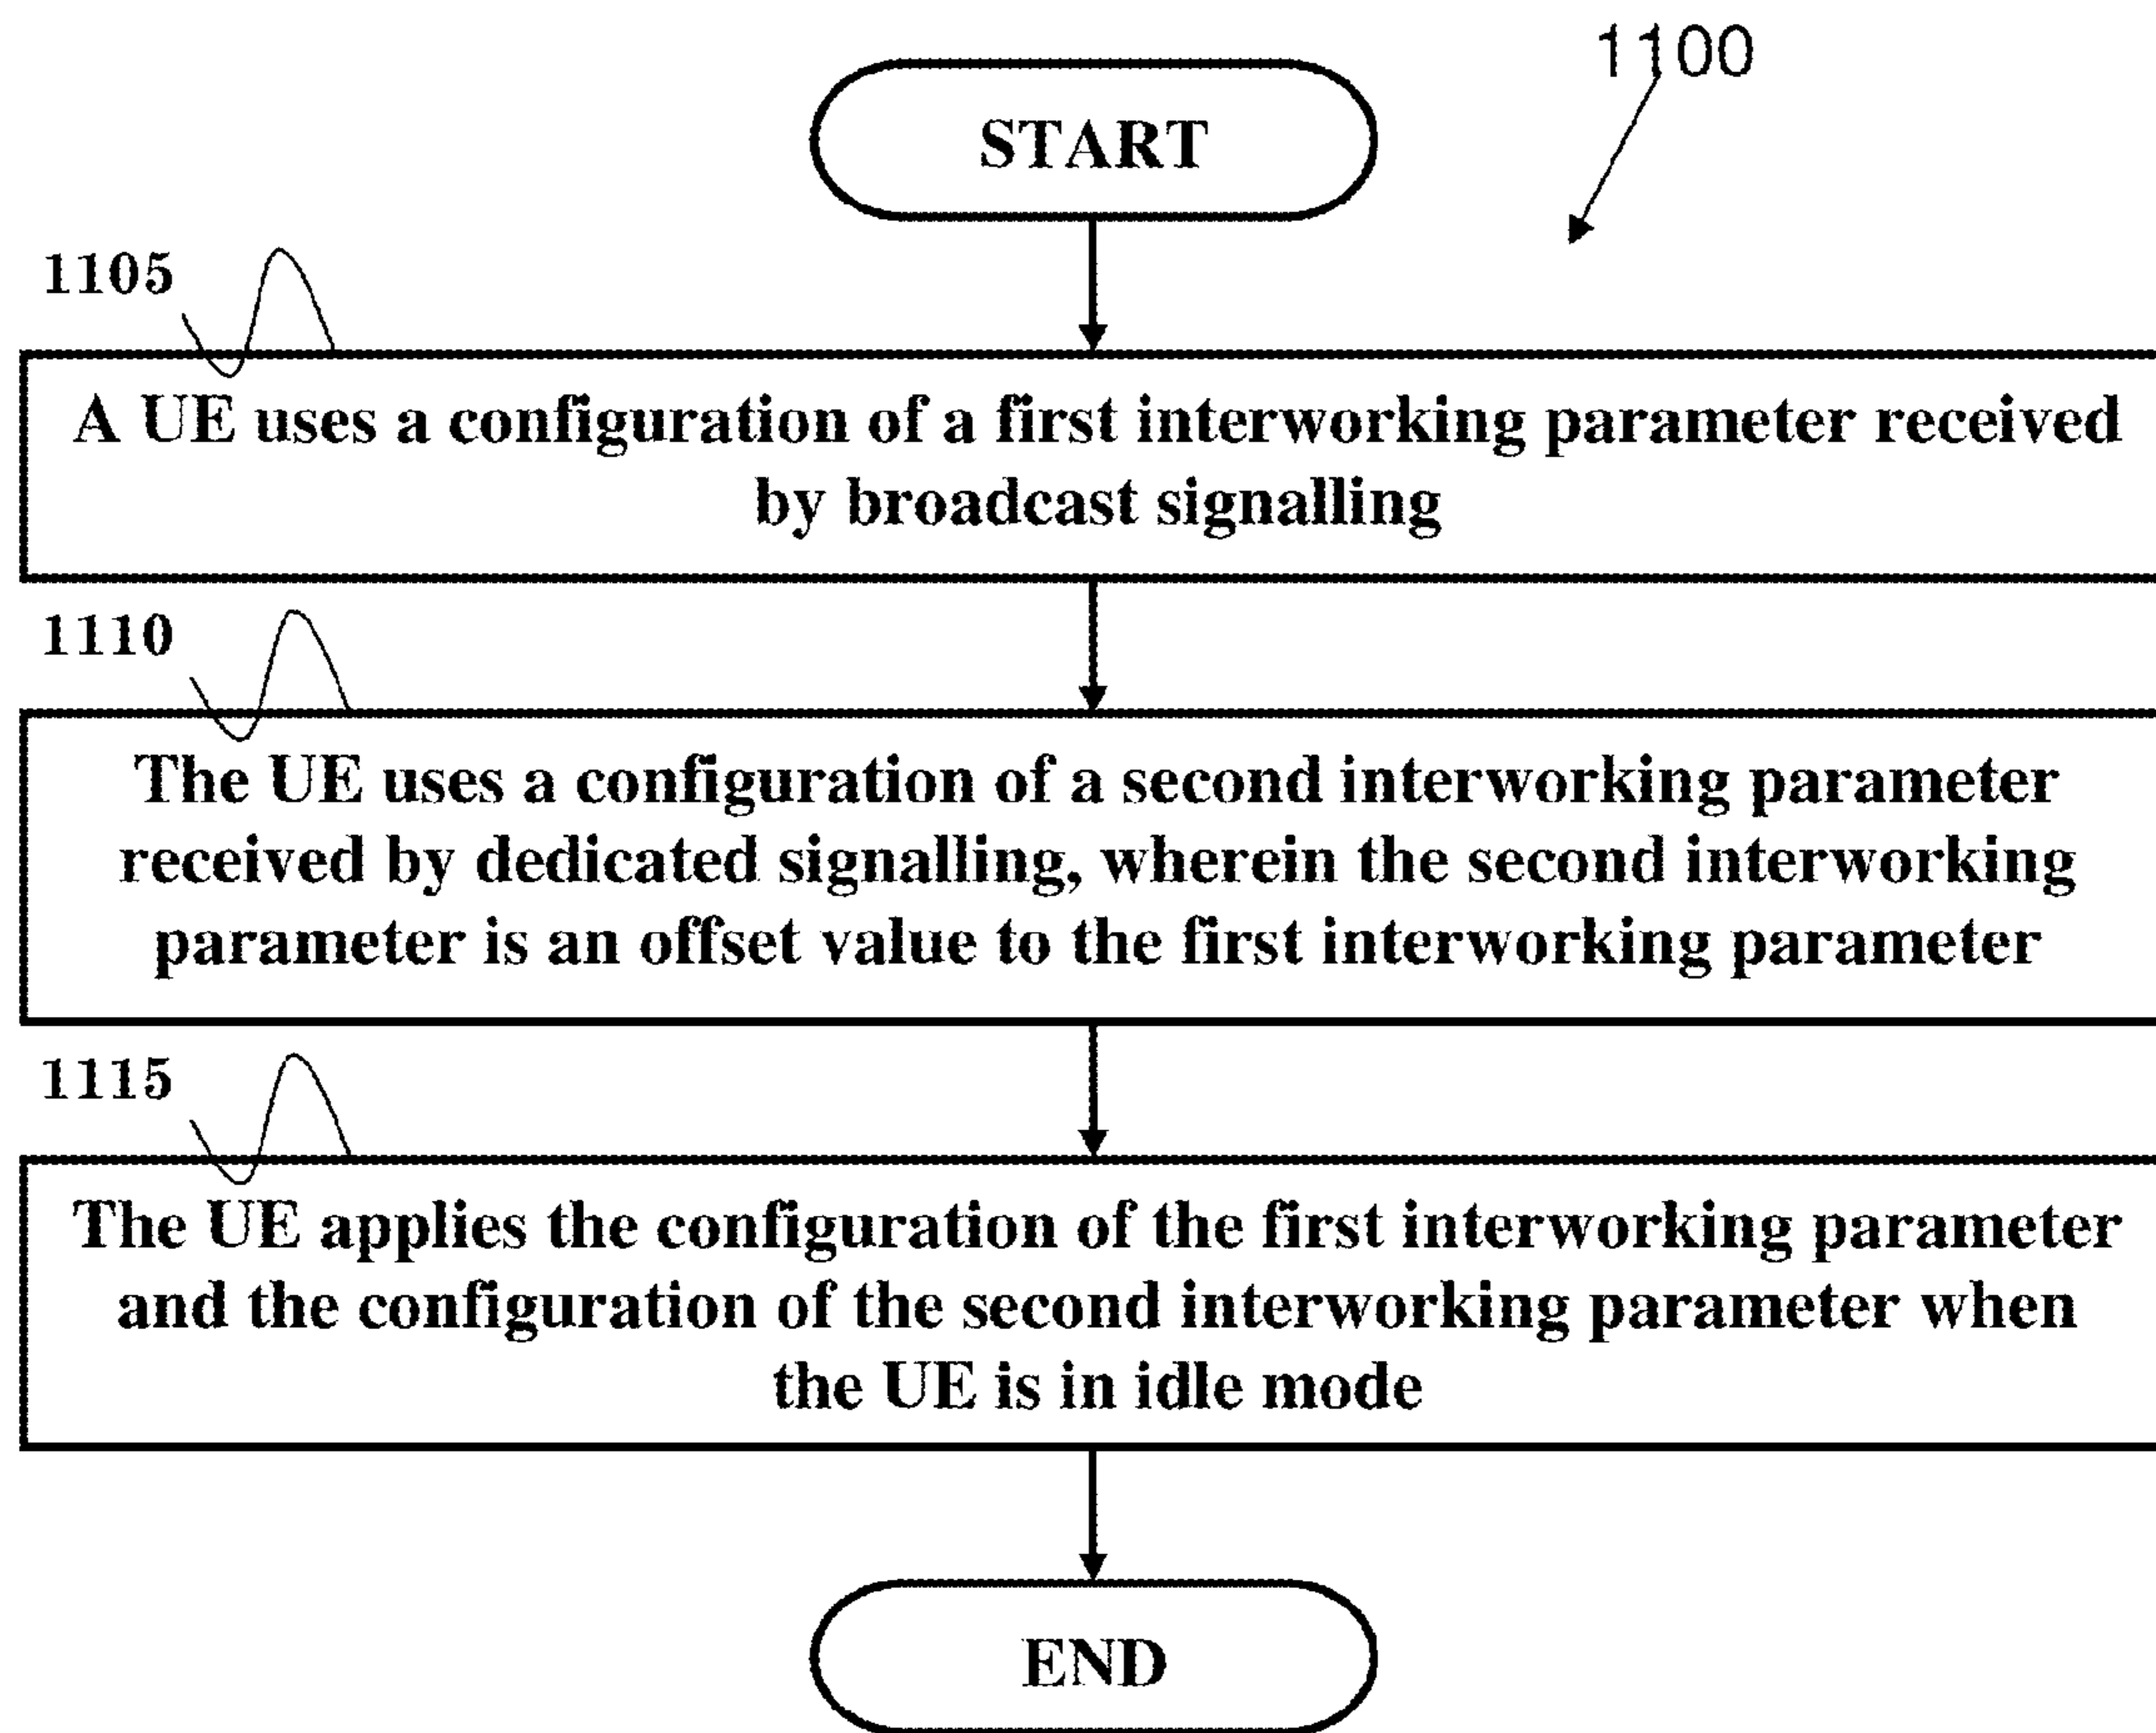 1100
START
1105
A UE uses a configuration of a first interworking parameter received
by broadcast signalling
1110
The UE uses a configuration of a second interworking parameter
received by dedicated signalling, wherein the second interworking
parameter is an offset value to the first interworking parameter
1115
The UE applies the configuration of the first interworking parameter
and the configuration of the second interworking parameter when
the UE is in idle mode
END